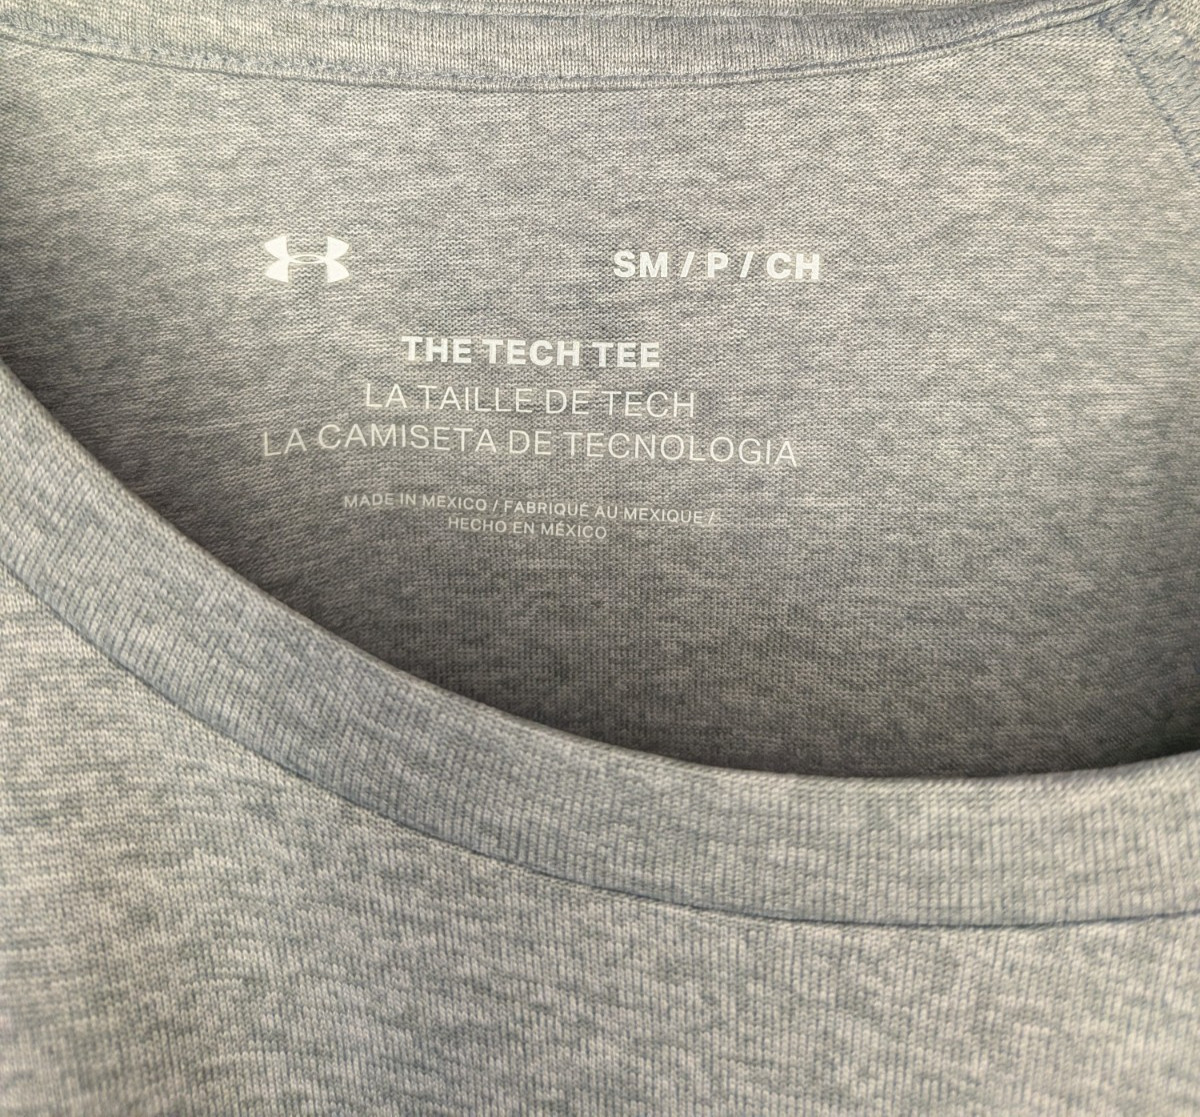 SM / P / CH
THE TECH TEE
LA TAILLE DE TECH
LA CAMISETA DE TECNOLOGIA
MADE IN MEXICO / FABRIQUÉ AU MEXIQUE /
HECHO EN MÉXICO